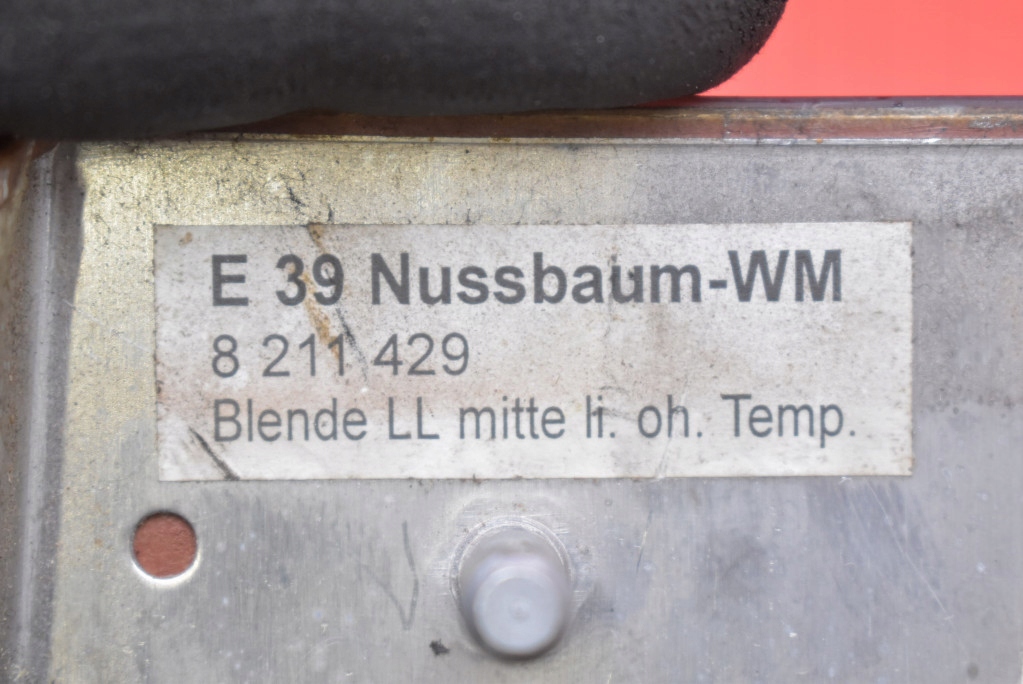 E 39 Nussbaum-WM
8 211 429
Blende LL mitte li. oh. Temp.